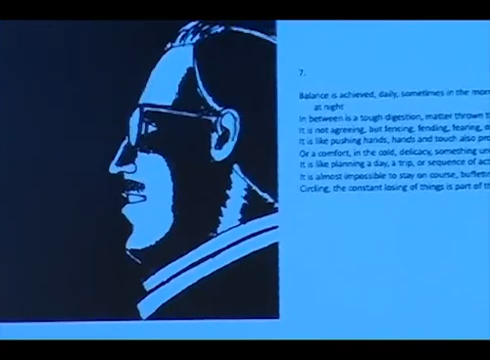 7.
Balance is achieved, daily, sometimes in the
at night
In between is a tough digestion, matter thrown
It is not agreeing, but fencing, fending, fearing,
It is like pushing hands, hands and touch also
Or a comfort, in the cold, delicacy, something
It is like planning a day, a trip, or sequence of
It is almost impossible to stay on course,
Circling, the constant losing of things is part of